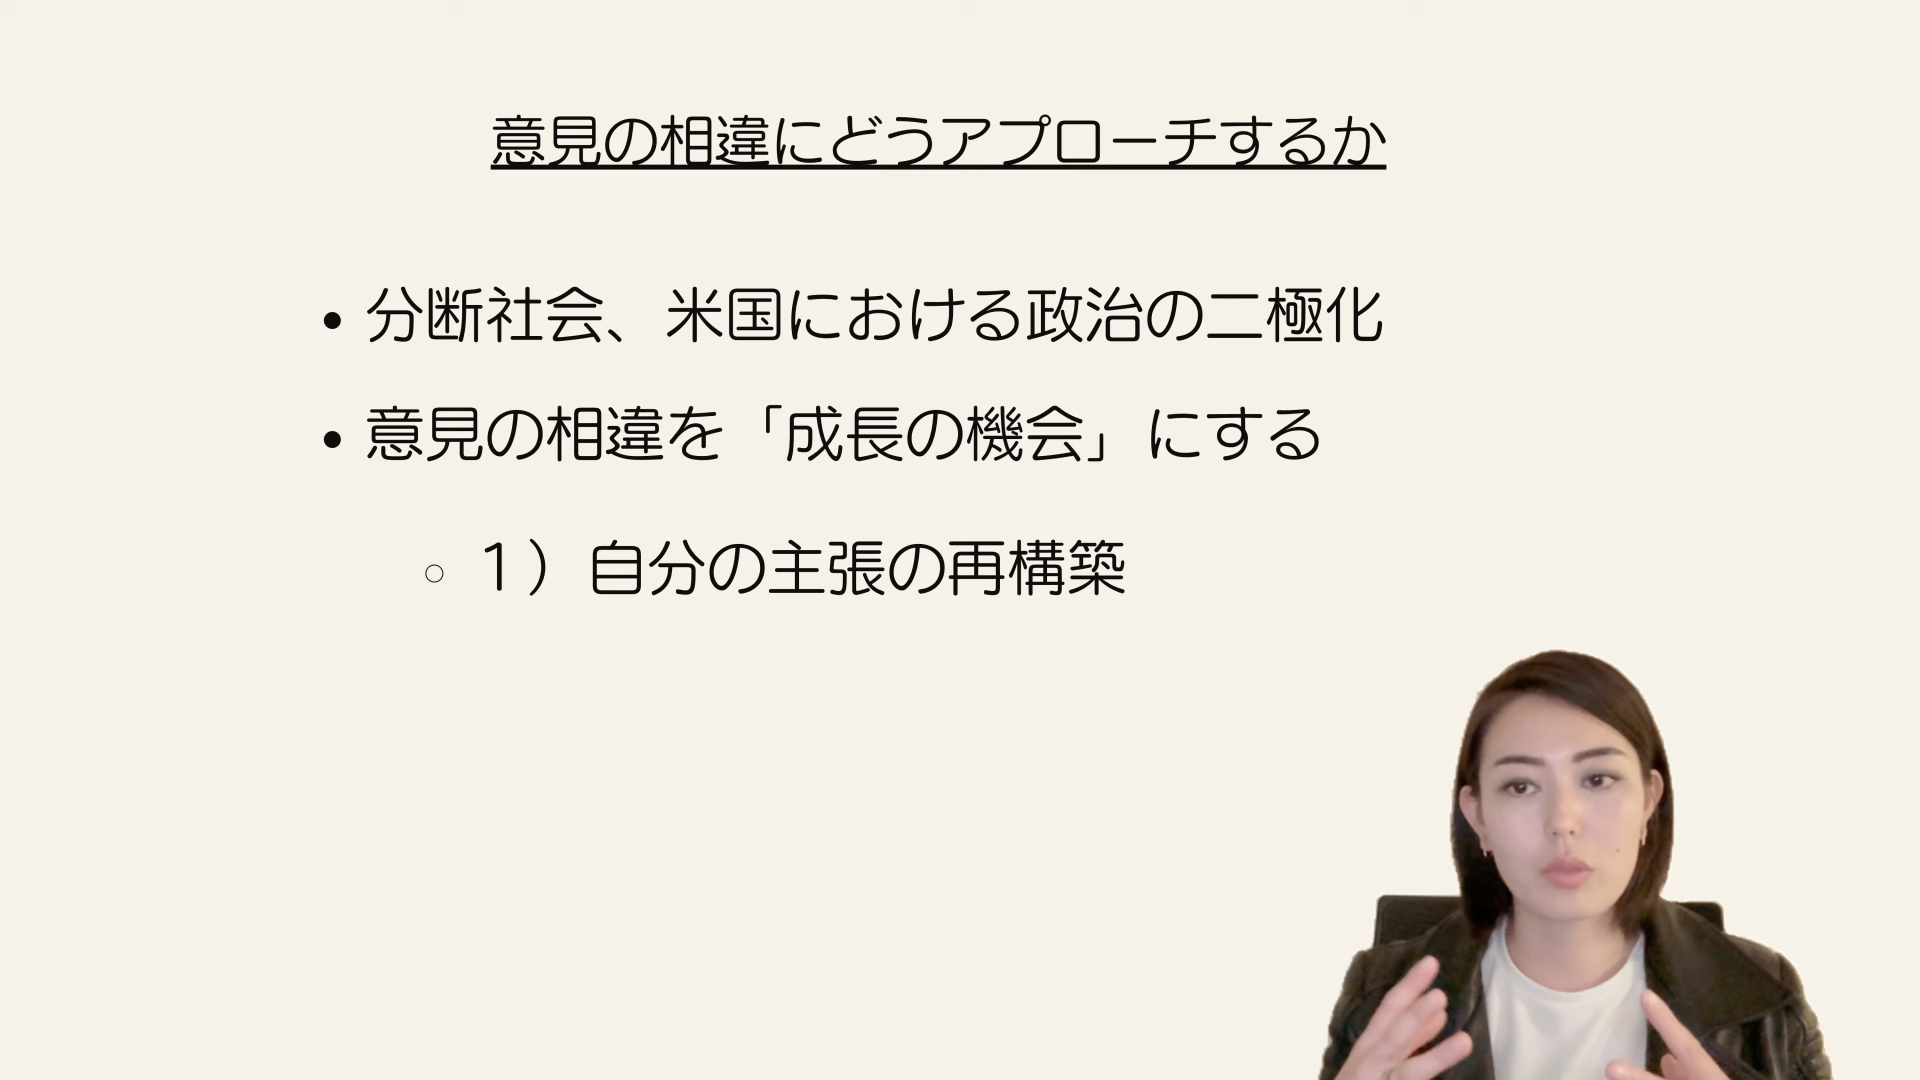 意見の相違にどうアプローチするか
• 分断社会、米国における政治の二極化
• 意見の相違を「成長の機会」にする
○ １）自分の主張の再構築